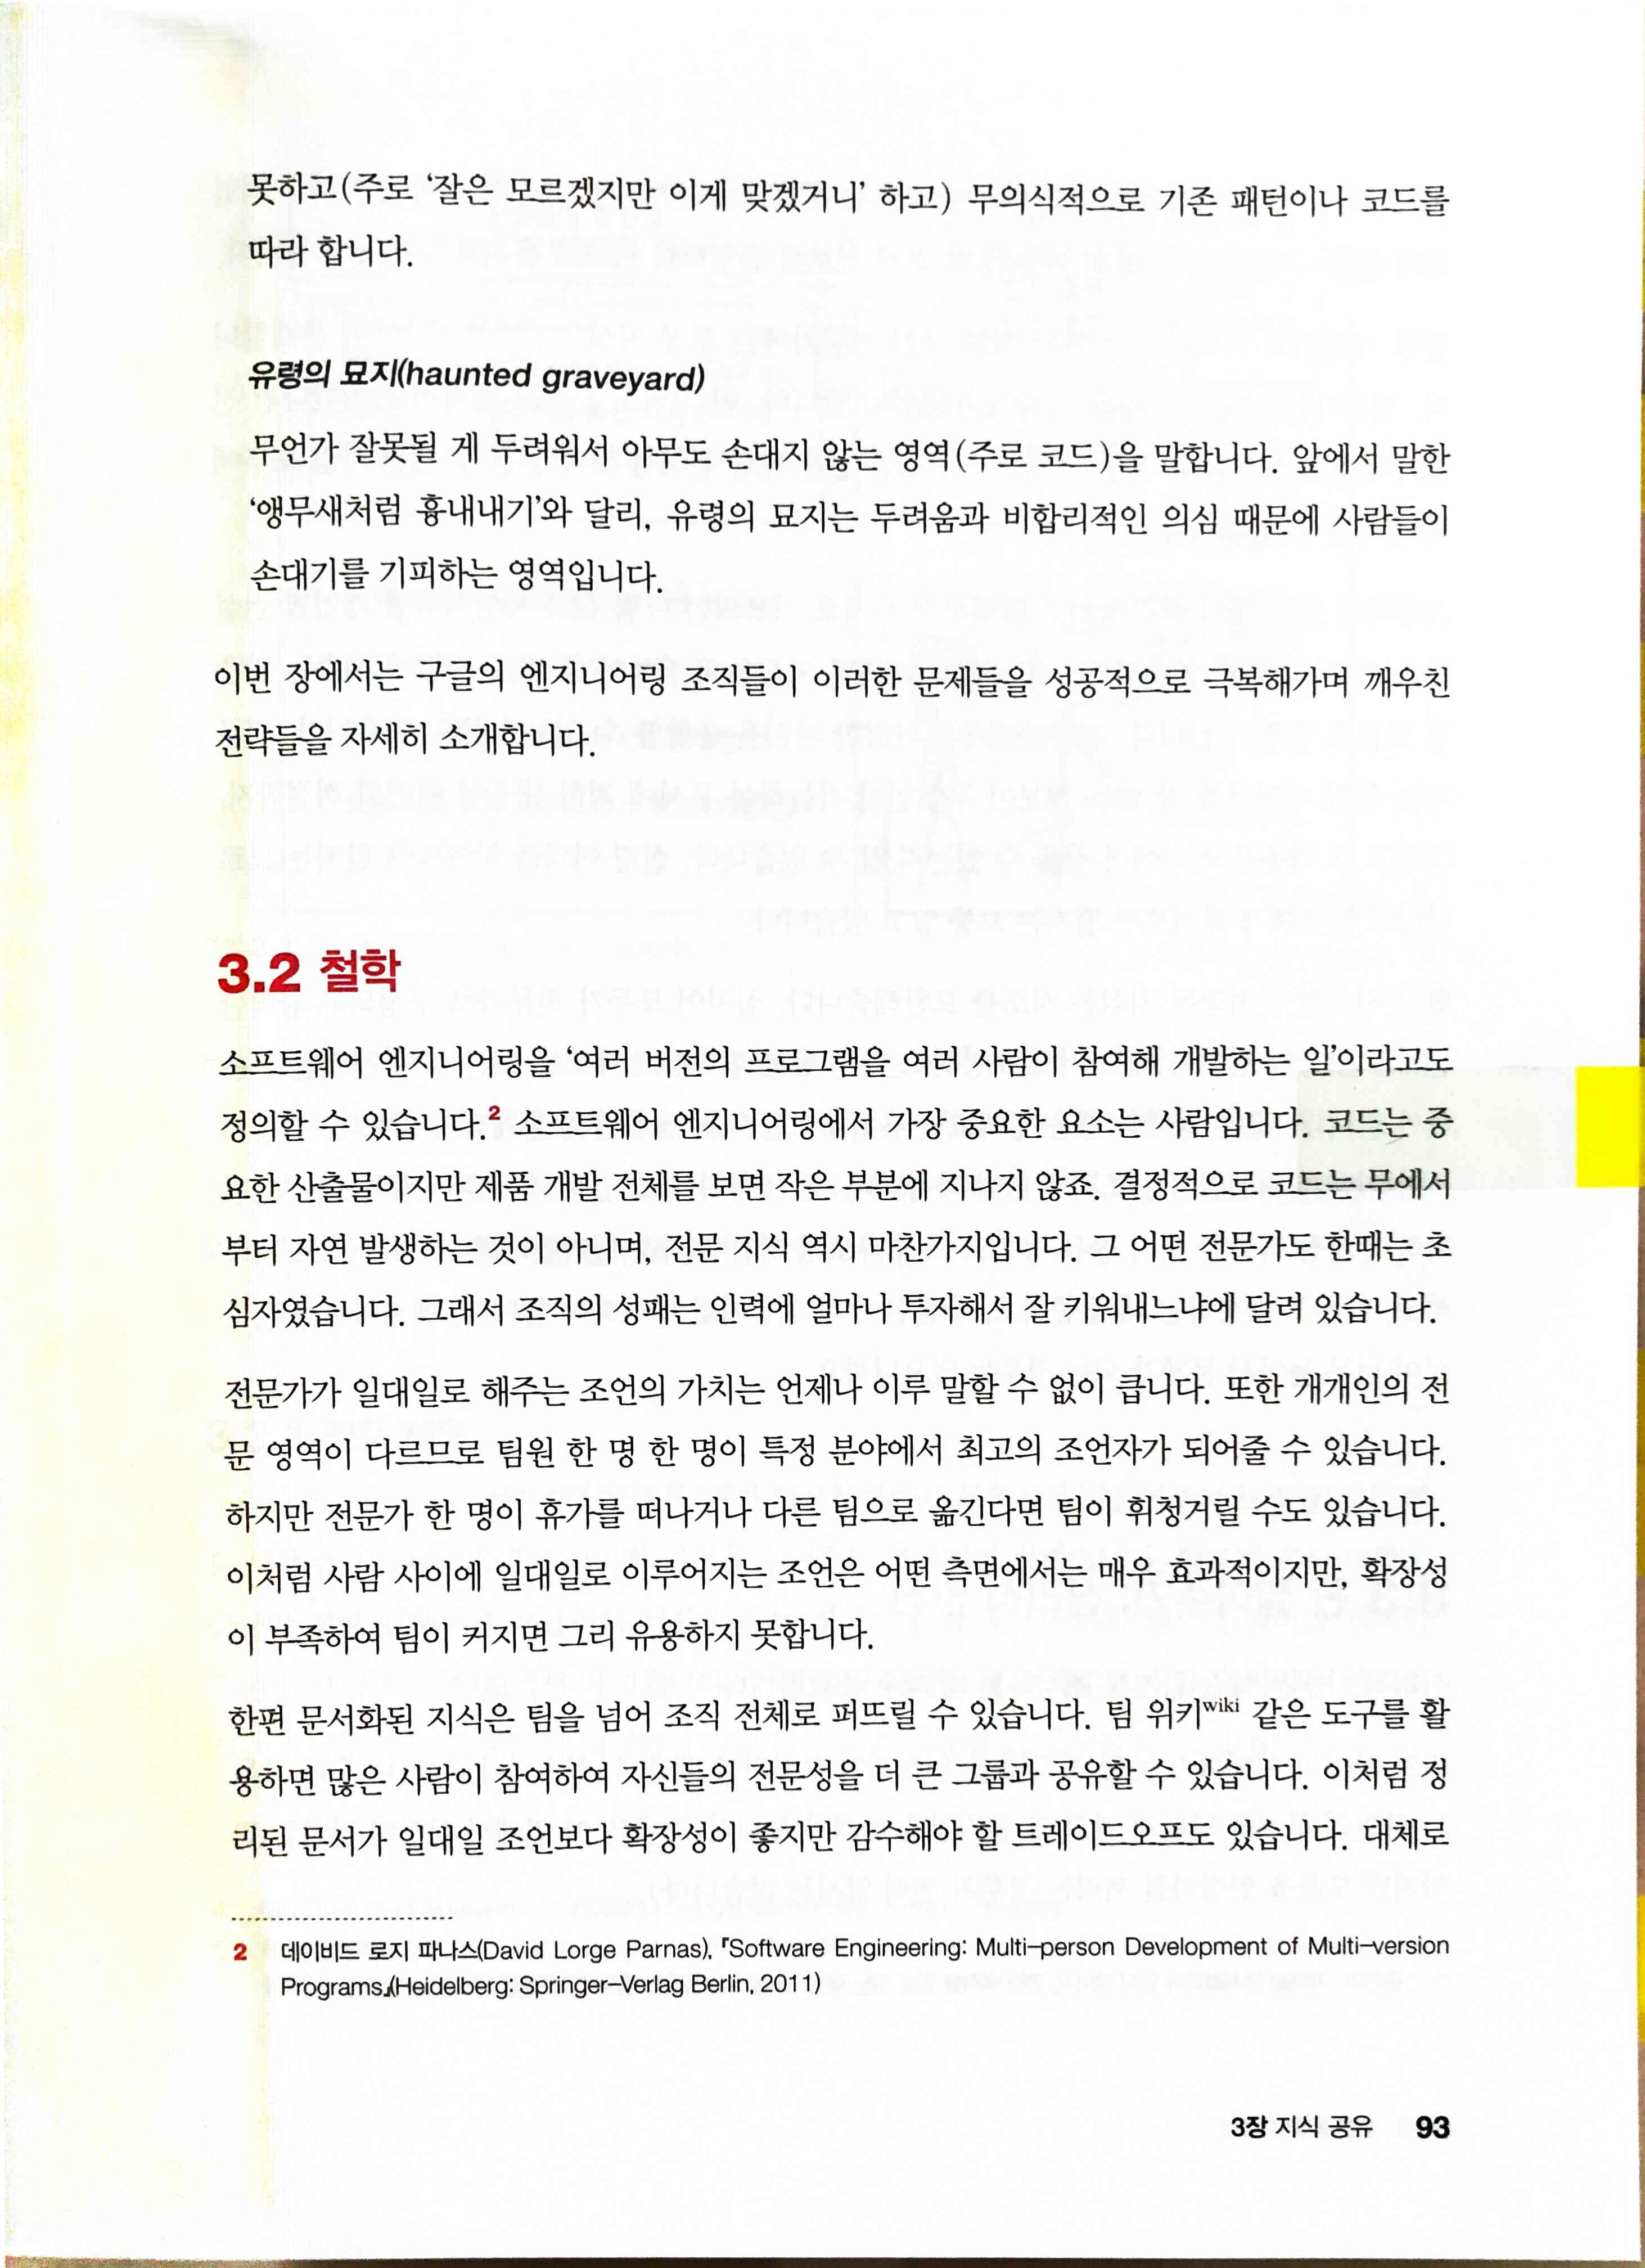 못하고(주로 ‘잘은 모르겠지만 이게 맞겠거니’ 하고) 무의식적으로 기존 패턴이나 코드를
따라 합니다.
유령의 묘지(haunted graveyard)
무언가 잘못될 게 두려워서 아무도 손대지 않는 영역(주로 코드)을 말합니다. 앞에서 말한
‘앵무새처럼 흉내내기’와 달리, 유령의 묘지는 두려움과 비합리적인 의심 때문에 사람들이
손대기를 기피하는 영역입니다.
이번 장에서는 구글의 엔지니어링 조직들이 이러한 문제들을 성공적으로 극복해가며 깨우친
전략들을 자세히 소개합니다.
3.2 철학
소프트웨어 엔지니어링을 ‘여러 버전의 프로그램을 여러 사람이 참여해 개발하는 일’이라고도
정의할 수 있습니다.2 소프트웨어 엔지니어링에서 가장 중요한 요소는 사람입니다. 코드는 중
요한 산출물이지만 제품 개발 전체를 보면 작은 부분에 지나지 않죠. 결정적으로 코드는 무에서
부터 자연 발생하는 것이 아니며, 전문 지식 역시 마찬가지입니다. 그 어떤 전문가도 한때는 초
심자였습니다. 그래서 조직의 성패는 인력에 얼마나 투자해서 잘 키워내느냐에 달려 있습니다.
전문가가 일대일로 해주는 조언의 가치는 언제나 이루 말할 수 없이 큽니다. 또한 개개인의 전
문 영역이 다르므로 팀원 한 명 한 명이 특정 분야에서 최고의 조언자가 되어줄 수 있습니다.
하지만 전문가 한 명이 휴가를 떠나거나 다른 팀으로 옮긴다면 팀이 휘청거릴 수도 있습니다.
이처럼 사람 사이에 일대일로 이루어지는 조언은 어떤 측면에서는 매우 효과적이지만, 확장성
이 부족하여 팀이 커지면 그리 유용하지 못합니다.
한편 문서화된 지식은 팀을 넘어 조직 전체로 퍼뜨릴 수 있습니다. 팀 위키wiki 같은 도구를 활
용하면 많은 사람이 참여하여 자신들의 전문성을 더 큰 그룹과 공유할 수 있습니다. 이처럼 정
리된 문서가 일대일 조언보다 확장성이 좋지만 감수해야 할 트레이드오프도 있습니다. 대체로
2 데이비드 로지 파나스(David Lorge Parnas), 『Software Engineering: Multi-person Development of Multi-version
Programs』(Heidelberg: Springer-Verlag Berlin, 2011)
3장 지식 공유 93